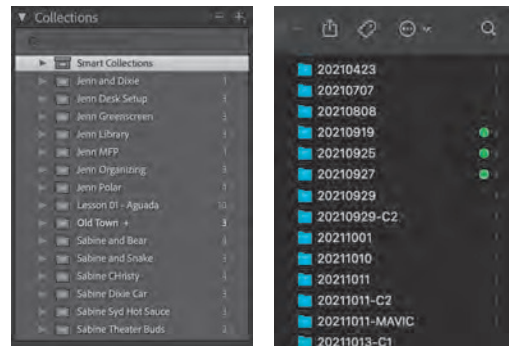 Collections
Smart Collections
Jenn and Dixie
Jenn Desk Setup
Jenn Greenscreen
Jenn Library
Jenn MFP
Jenn Organizing
Jenn Polar
Lesson 01 - Aguada
Old Town +
Sabine and Bear
Sabine and Snake
Sabine CHristy
Sabine Dixie Car
Sabine Syd Hot Sauce
Sabine Theater Buds
20210423
20210707
20210808
20210919
20210925
20210927
20210929
20210929-C2
20211001
20211010
20211011
20211011-C2
20211011-MAVIC
20211013-C1